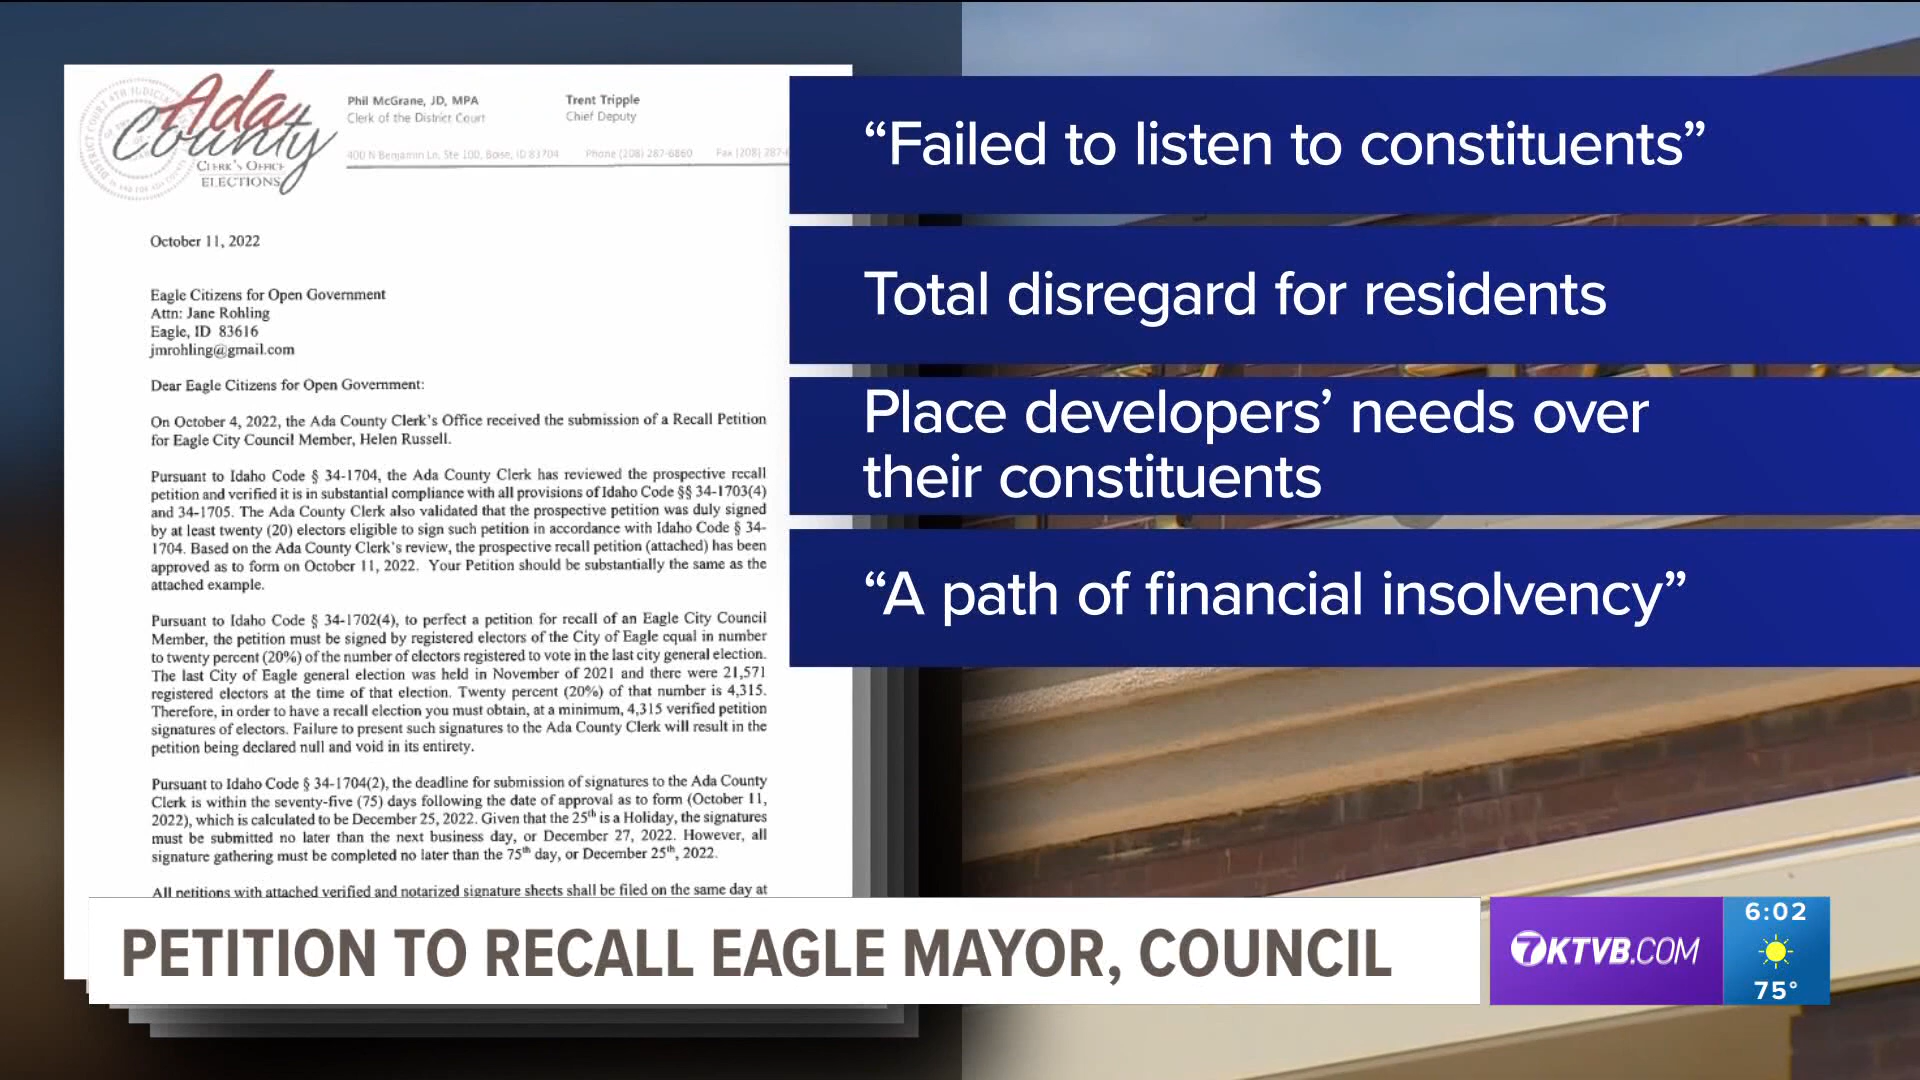 Ada
County
CLERK'S OFFICE
ELECTIONS
Phil McGrane, JD, MPA
Clerk of the District Court
Trent Tripple
Chief Deputy
400 N Benjamin Ln, Ste 100, Boise, ID 83704 Phone (208) 287-6860 Fax (208) 287-
October 11, 2022
Eagle Citizens for Open Government
Attn: Jane Rohling
Eagle, ID 83616
jmrohling@gmail.com
Dear Eagle Citizens for Open Government:
On October 4, 2022, the Ada County Clerk's Office received the submission of a Recall Petition
for Eagle City Council Member, Helen Russell.
Pursuant to Idaho Code § 34-1704, the Ada County Clerk has reviewed the prospective recall
petition and verified it is in substantial compliance with all provisions of Idaho Code §§ 34-1703(4)
and 34-1705. The Ada County Clerk also validated that the prospective petition was duly signed
by at least twenty (20) electors eligible to sign such petition in accordance with Idaho Code § 34-
1704. Based on the Ada County Clerk's review, the prospective recall petition (attached) has been
approved as to form on October 11, 2022. Your Petition should be substantially the same as the
attached example.
Pursuant to Idaho Code § 34-1702(4), to perfect a petition for recall of an Eagle City Council
Member, the petition must be signed by registered electors of the City of Eagle equal in number
to twenty percent (20%) of the number of electors registered to vote in the last city general election.
The last City of Eagle general election was held in November of 2021 and there were 21,571
registered electors at the time of that election. Twenty percent (20%) of that number is 4,315.
Therefore, in order to have a recall election you must obtain, at a minimum, 4,315 verified petition
signatures of electors. Failure to present such signatures to the Ada County Clerk will result in the
petition being declared null and void in its entirety.
Pursuant to Idaho Code § 34-1704(2), the deadline for submission of signatures to the Ada County
Clerk is within the seventy-five (75) days following the date of approval as to form (October 11,
2022), which is calculated to be December 25, 2022. Given that the 25th is a Holiday, the signatures
must be submitted no later than the next business day, or December 27, 2022. However, all
signature gathering must be completed no later than the 75th day, or December 25th, 2022.
All petitions with attached verified and notarized signature sheets shall be filed on the same day at
“Failed to listen to constituents”
Total disregard for residents
Place developers’ needs over
their constituents
“A path of financial insolvency”
PETITION TO RECALL EAGLE MAYOR, COUNCIL
7KTVB.COM
6:02
75°